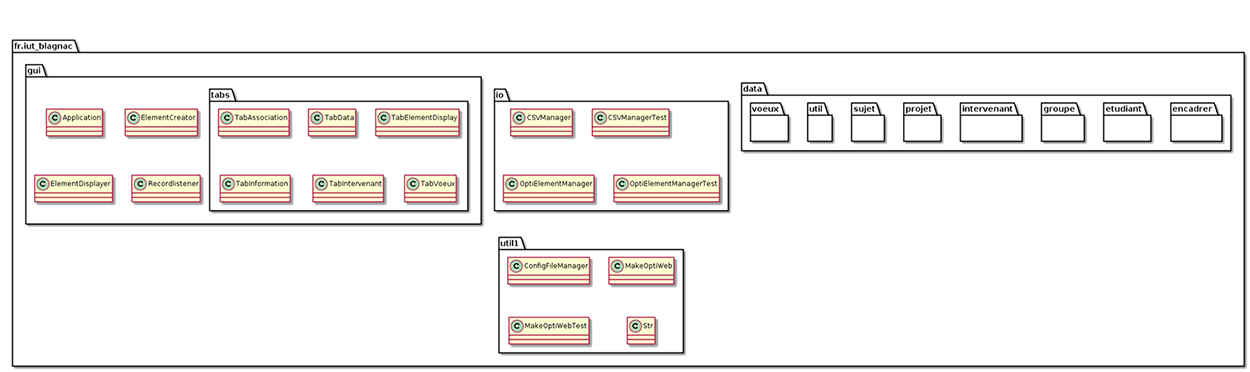 fr.iut_blagnac
gui
C Application
C ElementCreator
C ElementDisplayer
C Recordlistener
tabs
C TabAssociation
C TabData
C TabElementDisplay
C TabInformation
C TabIntervenant
C TabVoeux
io
C CSVManager
C CSVManagerTest
C OptiElementManager
C OptiElementManagerTest
data
voeux
util
sujet
projet
intervenant
groupe
etudiant
encadrer
util1
C ConfigFileManager
C MakeOptiWeb
C MakeOptiWebTest
C Str